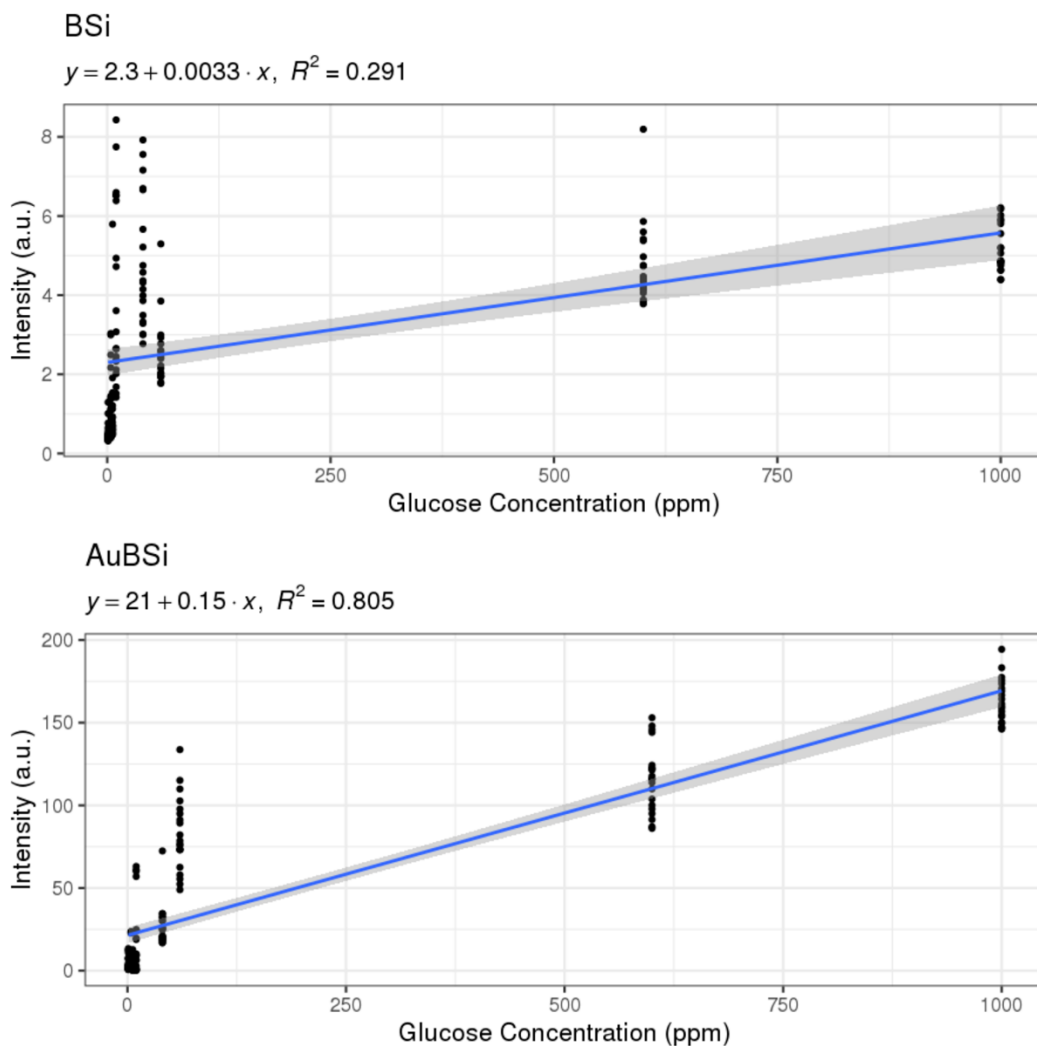 BSi
y = 2.3 + 0.0033 · x, R² = 0.291
8
6
4
2
0
Intensity (a.u.)
0 250 500 750 1000
Glucose Concentration (ppm)
AuBSi
y = 21 + 0.15 · x, R² = 0.805
200
150
100
50
0
Intensity (a.u.)
0 250 500 750 1000
Glucose Concentration (ppm)